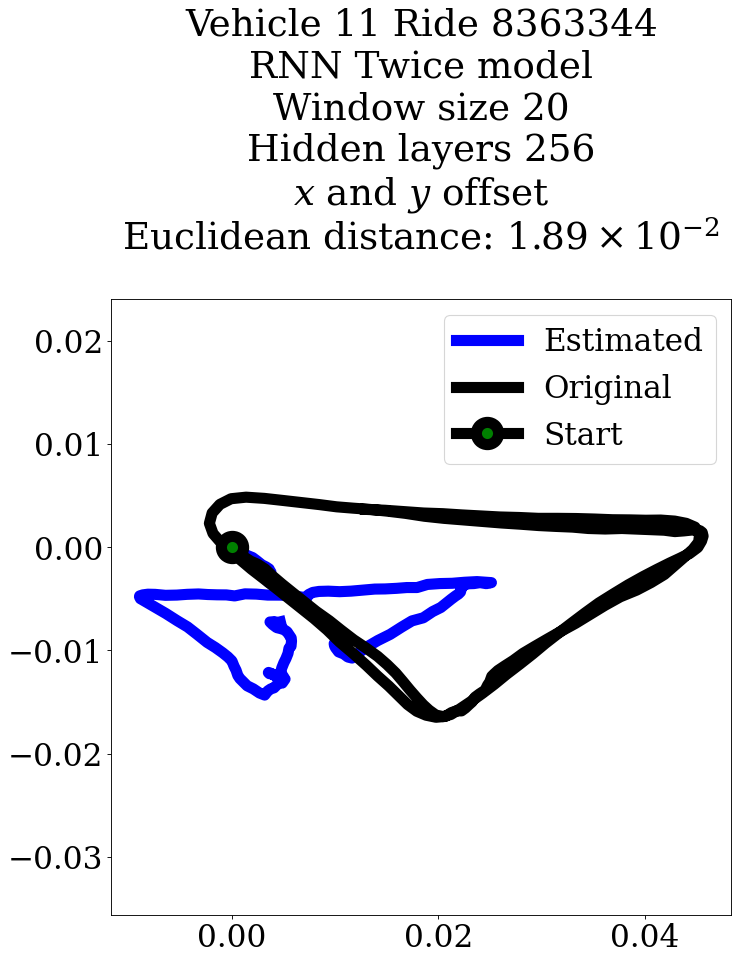 Vehicle 11 Ride 8363344
RNN Twice model
Window size 20
Hidden layers 256
x and y offset
Euclidean distance: 1.89 × 10⁻²
Estimated
Original
Start
0.02
0.01
0.00
−0.01
−0.02
−0.03
0.00 0.02 0.04